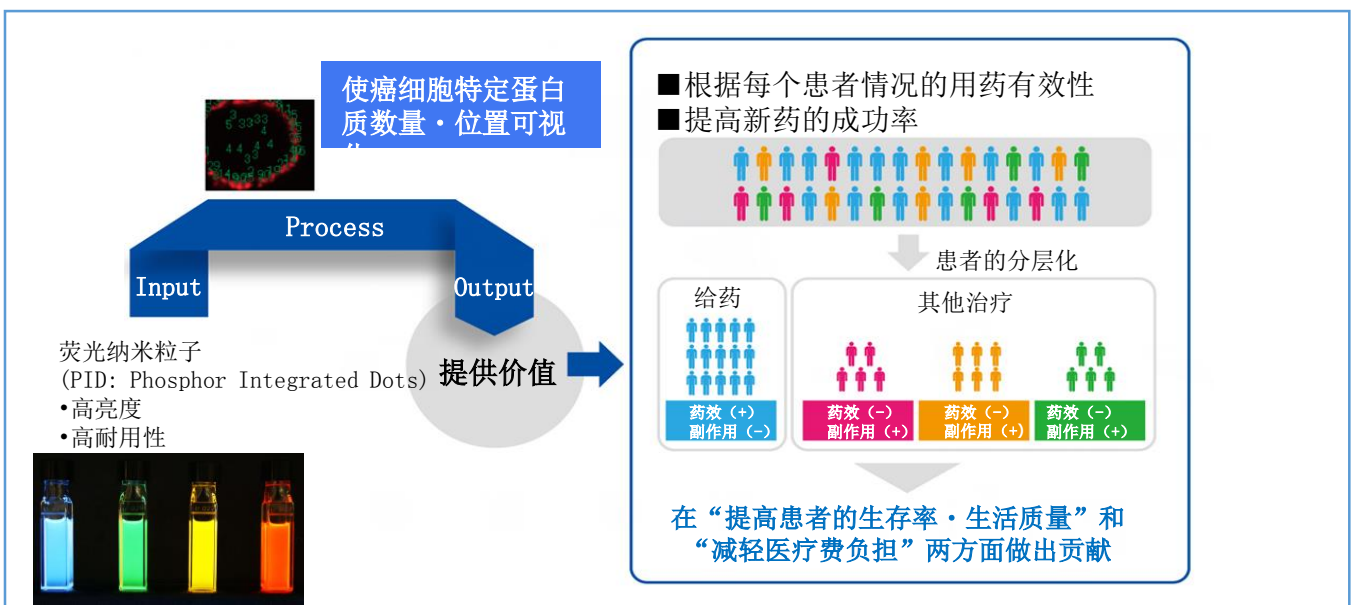 使癌细胞特定蛋白
质数量・位置可视
Process
Input
Output
荧光纳米粒子
(PID: Phosphor Integrated Dots)
•高亮度
•高耐用性
提供价值
■根据每个患者情况的用药有效性
■提高新药的成功率
患者的分层化
给药
其他治疗
药效（+）
副作用（-）
药效（-）
副作用（+）
药效（-）
副作用（+）
药效（-）
副作用（+）
在“提高患者的生存率・生活质量”和
“减轻医疗费负担”两方面做出贡献